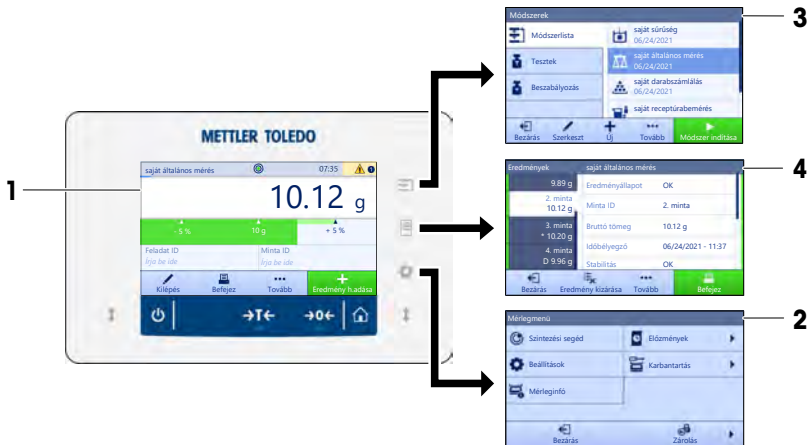 1
METTLER TOLEDO
saját általános mérés 07:35
10.12 g
- 5 % 10 g + 5 %
Feladat ID Minta ID
Írja be ide Írja be ide
Kilépés Befejez Tovább Eredmény h.adása
→T← →0←
3
Módszerek
Módszerlista
Tesztek
Beszabályozás
saját sűrűség
06/24/2021
saját általános mérés
06/24/2021
saját darabszámlálás
06/24/2021
saját receptúrabemérés
Bezárás Szerkeszt Új Tovább Módszer indítása
4
Eredmények saját általános mérés
9.89 g
2. minta
10.12 g
3. minta
* 10.20 g
4. minta
D 9.96 g
Eredményállapot OK
Minta ID 2. minta
Bruttó tömeg 10.12 g
Időbélyegző 06/24/2021 - 11:37
Stabilitás OK
Bezárás Eredmény kizárása Tovább Befejez
2
Mérlegmenü
Szintezési segéd Előzmények
Beállítások Karbantartás
Mérleginfó
Bezárás Zárolás